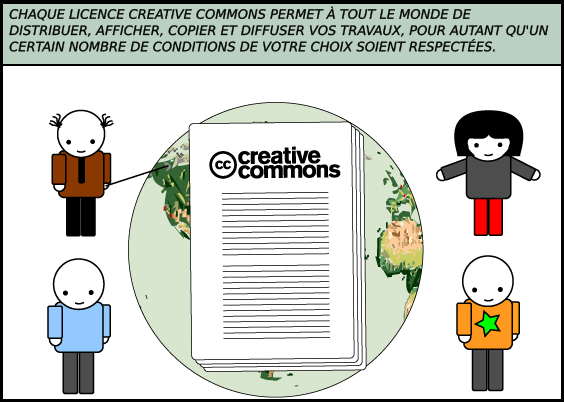 CHAQUE LICENCE CREATIVE COMMONS PERMET À TOUT LE MONDE DE
DISTRIBUER, AFFICHER, COPIER ET DIFFUSER VOS TRAVAUX, POUR AUTANT QU'UN
CERTAIN NOMBRE DE CONDITIONS DE VOTRE CHOIX SOIENT RESPECTÉES.
cc creative
commons